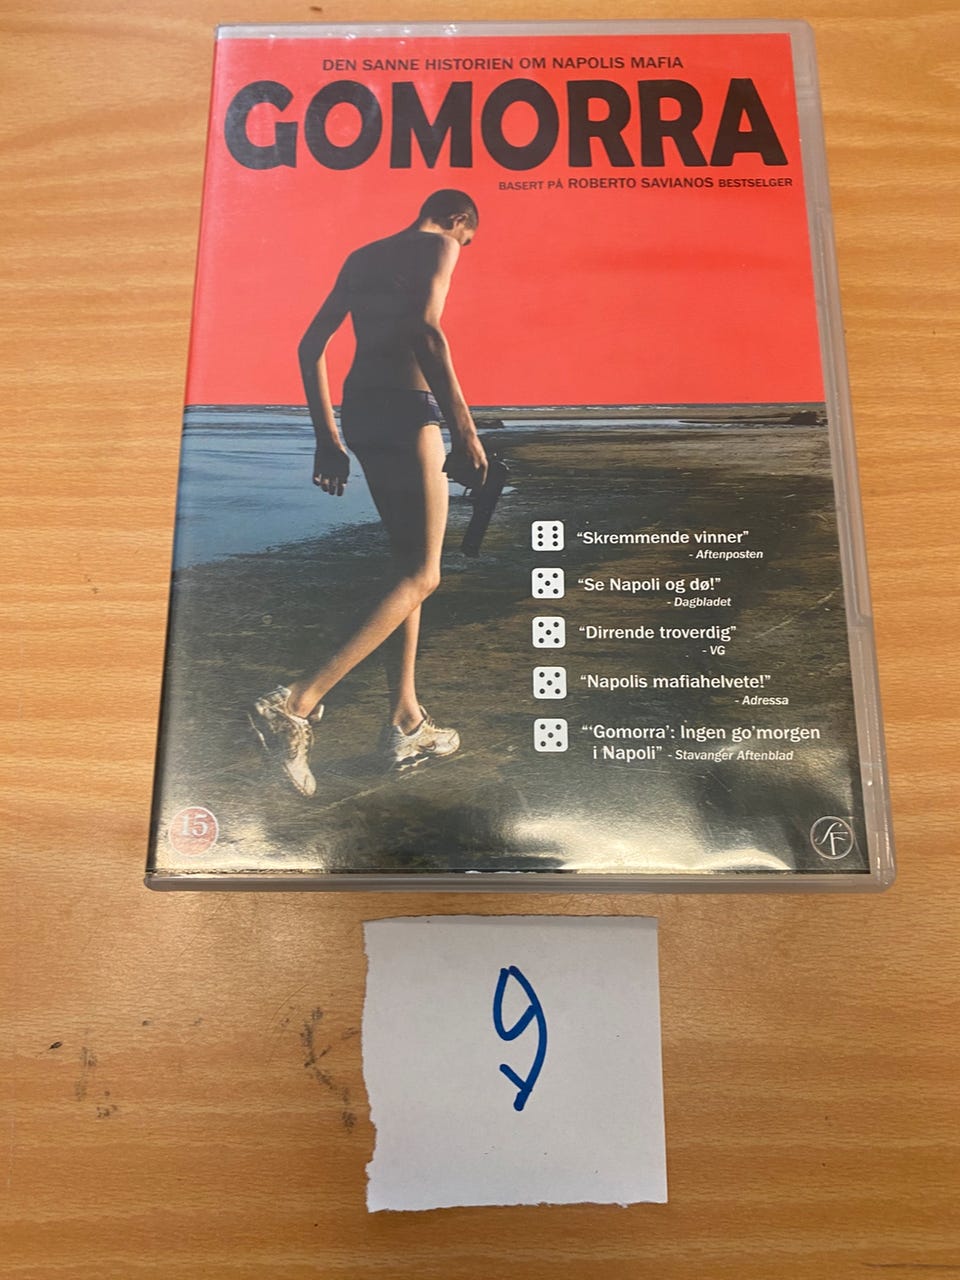 DEN SANNE HISTORIEN OM NAPOLIS MAFIA
GOMORRA
BASERT PÅ ROBERTO SAVIANOS BESTSELGER
“Skremmende vinner”
- Aftenposten
“Se Napoli og dø!”
- Dagbladet
“Dirrende troverdig”
- VG
“Napolis mafiahelvete!”
- Adressa
“‘Gomorra’: Ingen go’morgen
i Napoli” - Stavanger Aftenblad
15
SF
9